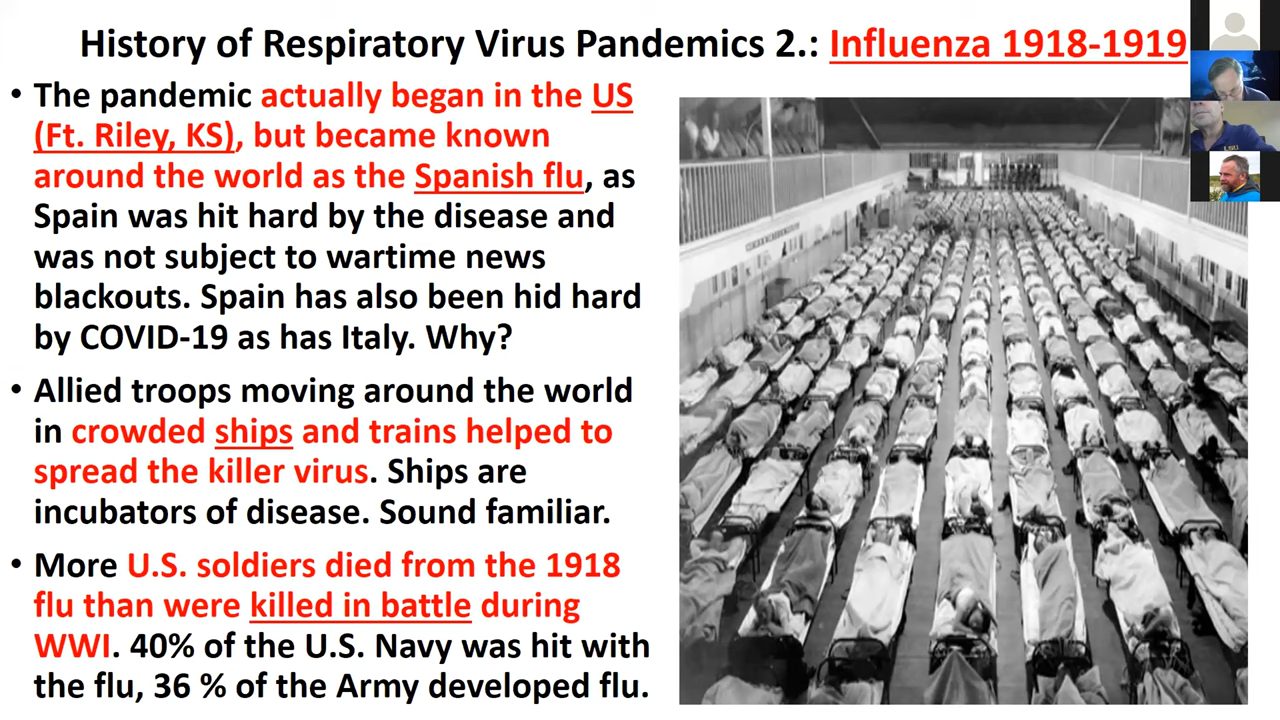 History of Respiratory Virus Pandemics 2.: Influenza 1918-1919
• The pandemic actually began in the US
(Ft. Riley, KS), but became known
around the world as the Spanish flu, as
Spain was hit hard by the disease and
was not subject to wartime news
blackouts. Spain has also been hid hard
by COVID-19 as has Italy. Why?
• Allied troops moving around the world
in crowded ships and trains helped to
spread the killer virus. Ships are
incubators of disease. Sound familiar.
• More U.S. soldiers died from the 1918
flu than were killed in battle during
WWI. 40% of the U.S. Navy was hit with
the flu, 36 % of the Army developed flu.